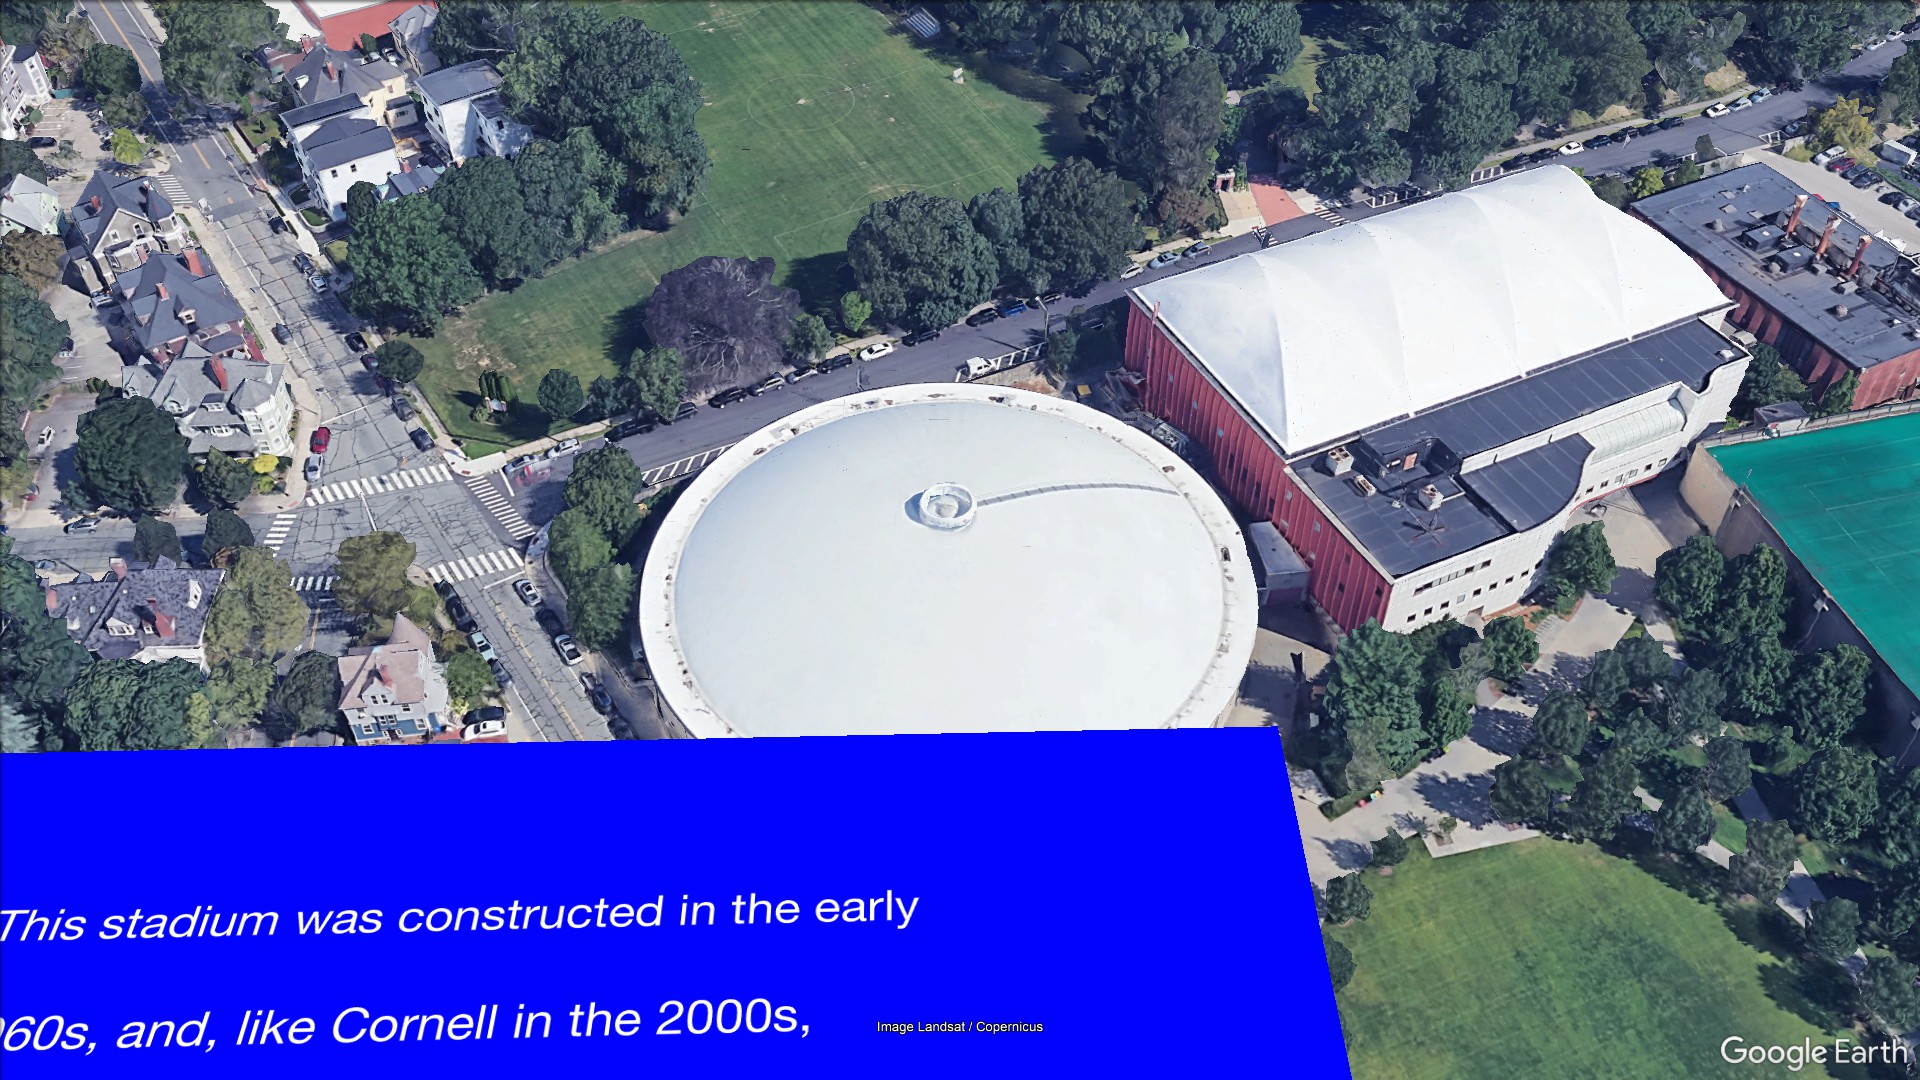 This stadium was constructed in the early
60s, and, like Cornell in the 2000s,
Image Landsat / Copernicus
Google Earth